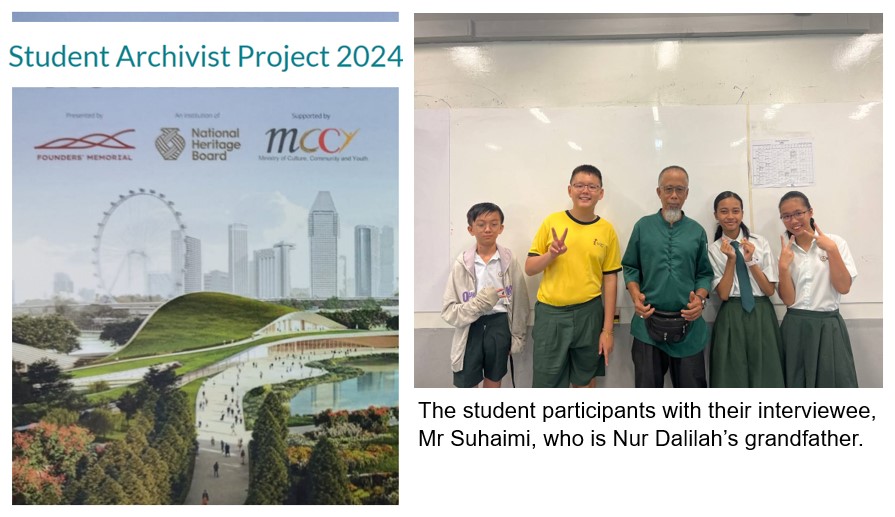 Student Archivist Project 2024
Presented by
An institution of
Supported by
FOUNDERS' MEMORIAL
National
Heritage
Board
mccy
Ministry of Culture, Community and Youth
The student participants with their interviewee,
Mr Suhaimi, who is Nur Dalilah's grandfather.